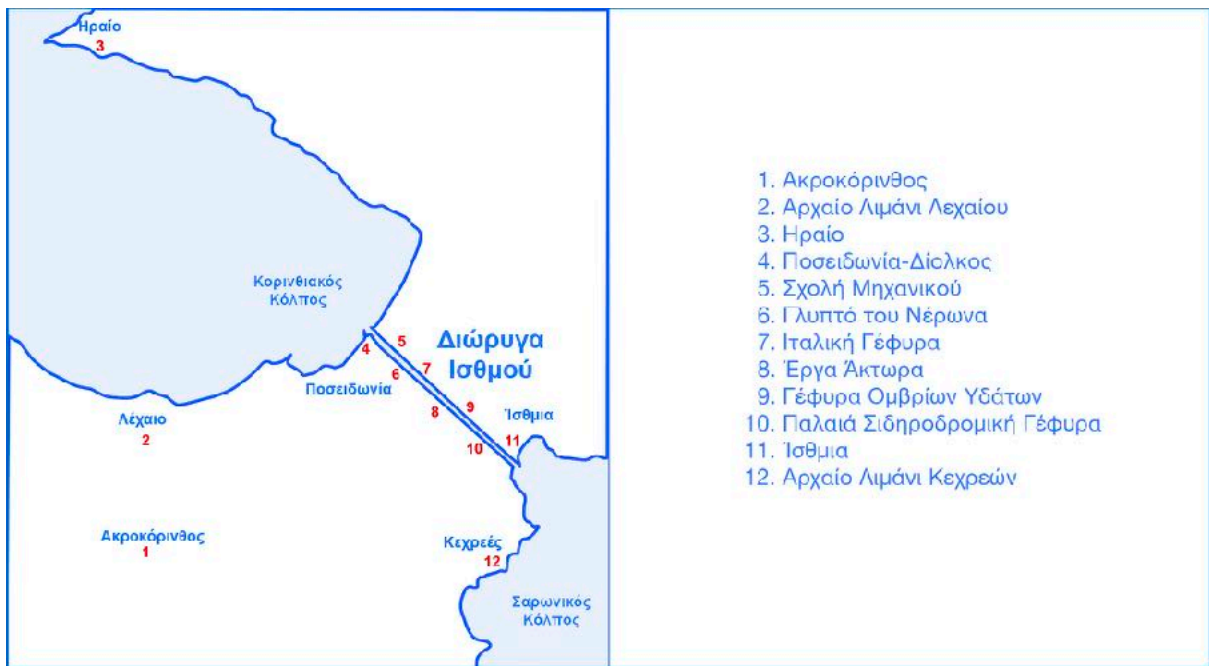 Ηραίο
3
Κορινθιακός
Κόλπος
Διώρυγα
Ισθμού
4
5
6
7
8
9
10
11
Ποσειδωνία
Ίσθμια
Λέχαιο
2
Ακροκόρινθος
1
Κεχρεές
12
Σαρωνικός
Κόλπος
1. Ακροκόρινθος
2. Αρχαίο Λιμάνι Λεχαίου
3. Ηραίο
4. Ποσειδωνία-Δίολκος
5. Σχολή Μηχανικού
6. Γλυπτό του Νέρωνα
7. Ιταλική Γέφυρα
8. Έργα Άκτωρα
9. Γέφυρα Ομβρίων Υδάτων
10. Παλαιά Σιδηροδρομική Γέφυρα
11. Ίσθμια
12. Αρχαίο Λιμάνι Κεχρεών